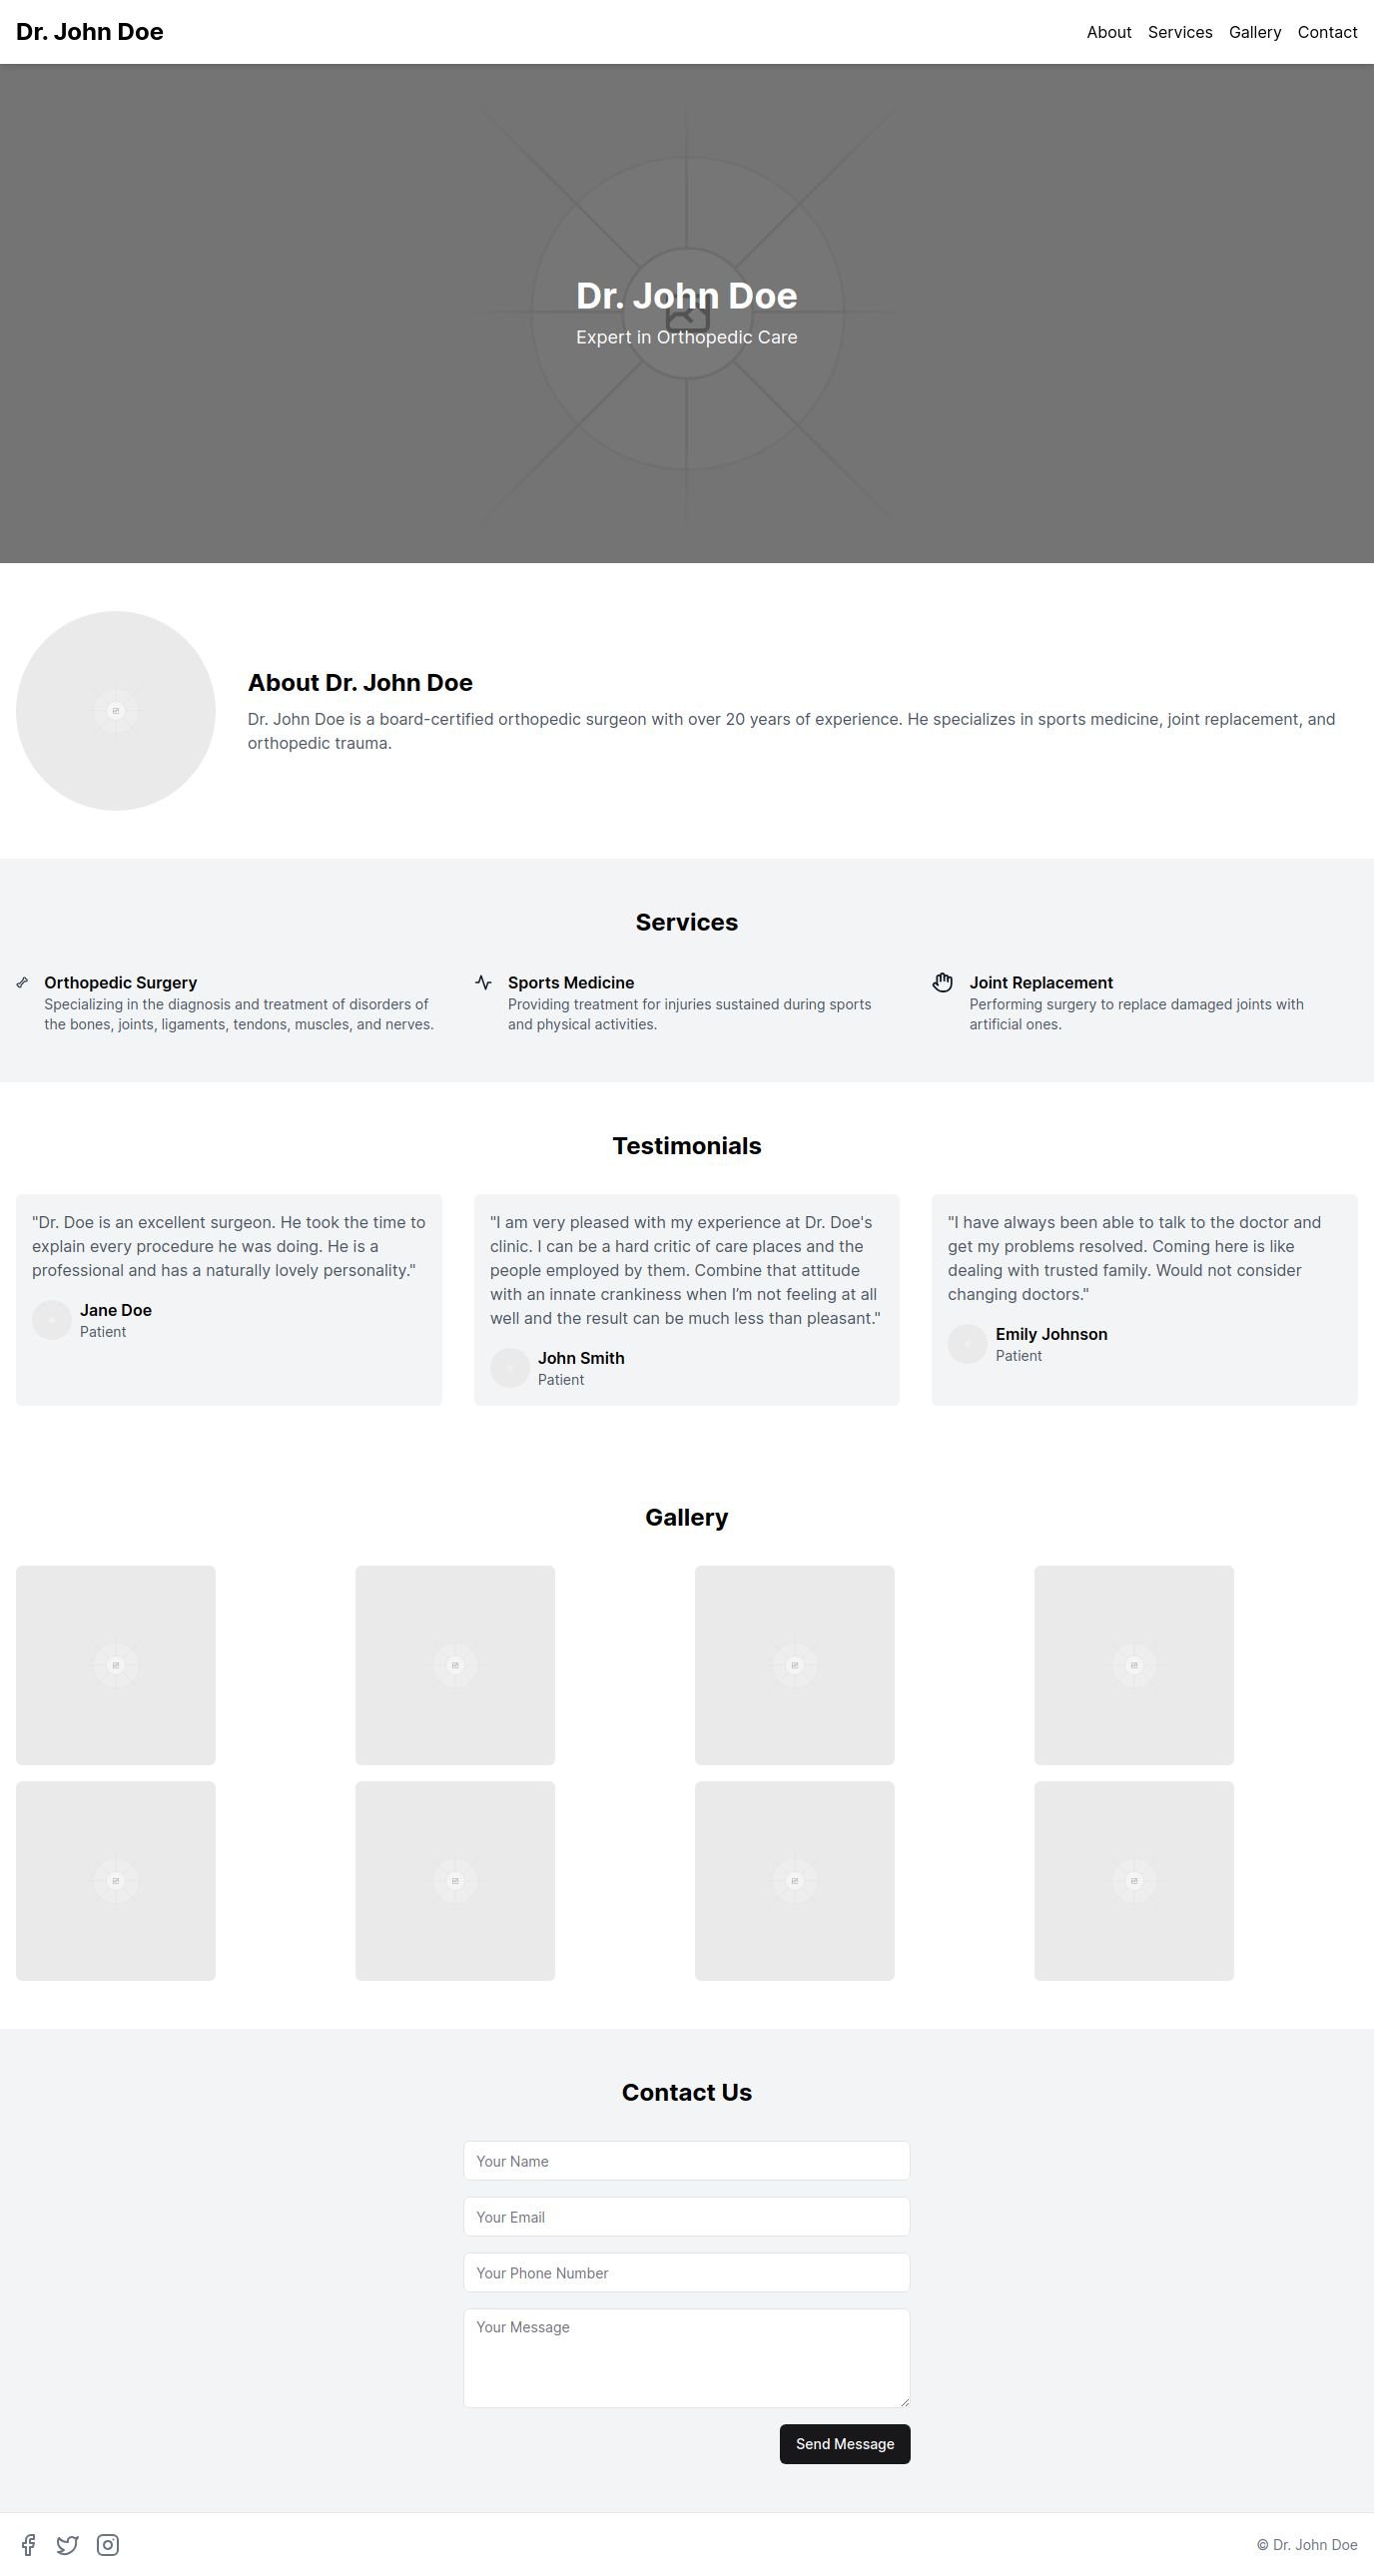 Dr. John Doe
About Services Gallery Contact
Dr. John Doe
Expert in Orthopedic Care
About Dr. John Doe
Dr. John Doe is a board-certified orthopedic surgeon with over 20 years of experience. He specializes in sports medicine, joint replacement, and
orthopedic trauma.
Services
Orthopedic Surgery
Specializing in the diagnosis and treatment of disorders of
the bones, joints, ligaments, tendons, muscles, and nerves.
Sports Medicine
Providing treatment for injuries sustained during sports
and physical activities.
Joint Replacement
Performing surgery to replace damaged joints with
artificial ones.
Testimonials
"Dr. Doe is an excellent surgeon. He took the time to
explain every procedure he was doing. He is a
professional and has a naturally lovely personality."
Jane Doe
Patient
"I am very pleased with my experience at Dr. Doe's
clinic. I can be a hard critic of care places and the
people employed by them. Combine that attitude
with an innate crankiness when I’m not feeling at all
well and the result can be much less than pleasant."
John Smith
Patient
"I have always been able to talk to the doctor and
get my problems resolved. Coming here is like
dealing with trusted family. Would not consider
changing doctors."
Emily Johnson
Patient
Gallery
Contact Us
Your Name
Your Email
Your Phone Number
Your Message
Send Message
© Dr. John Doe